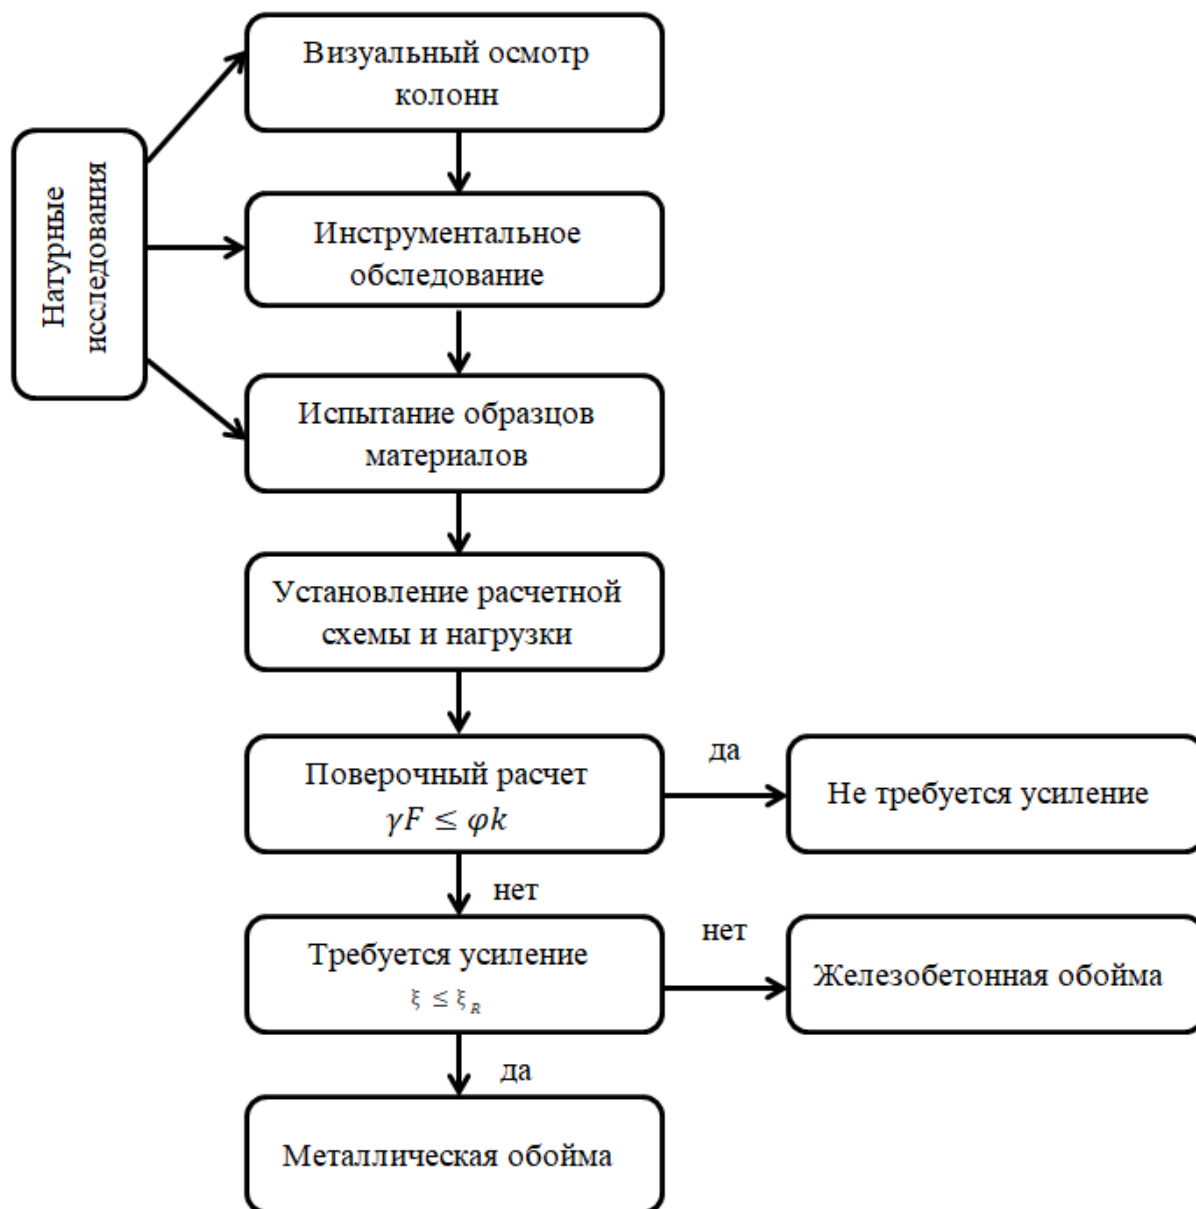 Визуальный осмотр
колонн
Натурные
исследования
Инструментальное
обследование
Испытание образцов
материалов
Установление расчетной
схемы и нагрузки
Поверочный расчет
γF ≤ φk
да
Не требуется усиление
нет
Требуется усиление
ξ ≤ ξ_R
нет
Железобетонная обойма
да
Металлическая обойма